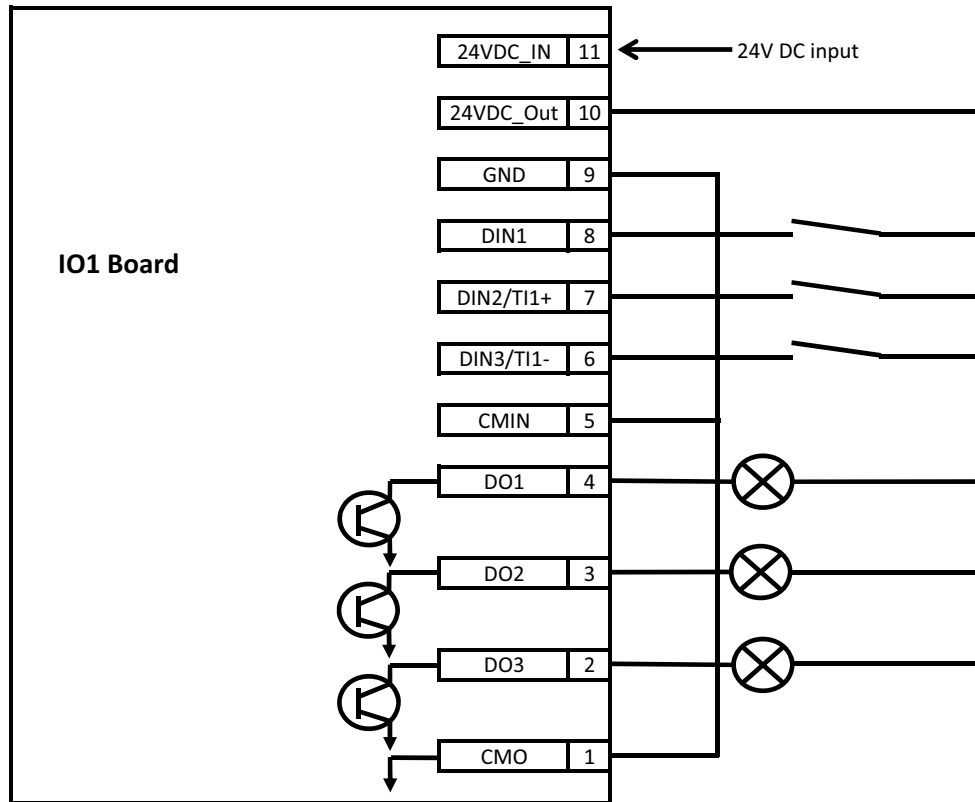 24VDC_IN 11 24V DC input
24VDC_Out 10
GND 9
DIN1 8
IO1 Board
DIN2/TI1+ 7
DIN3/TI1- 6
CMIN 5
DO1 4
DO2 3
DO3 2
CMO 1